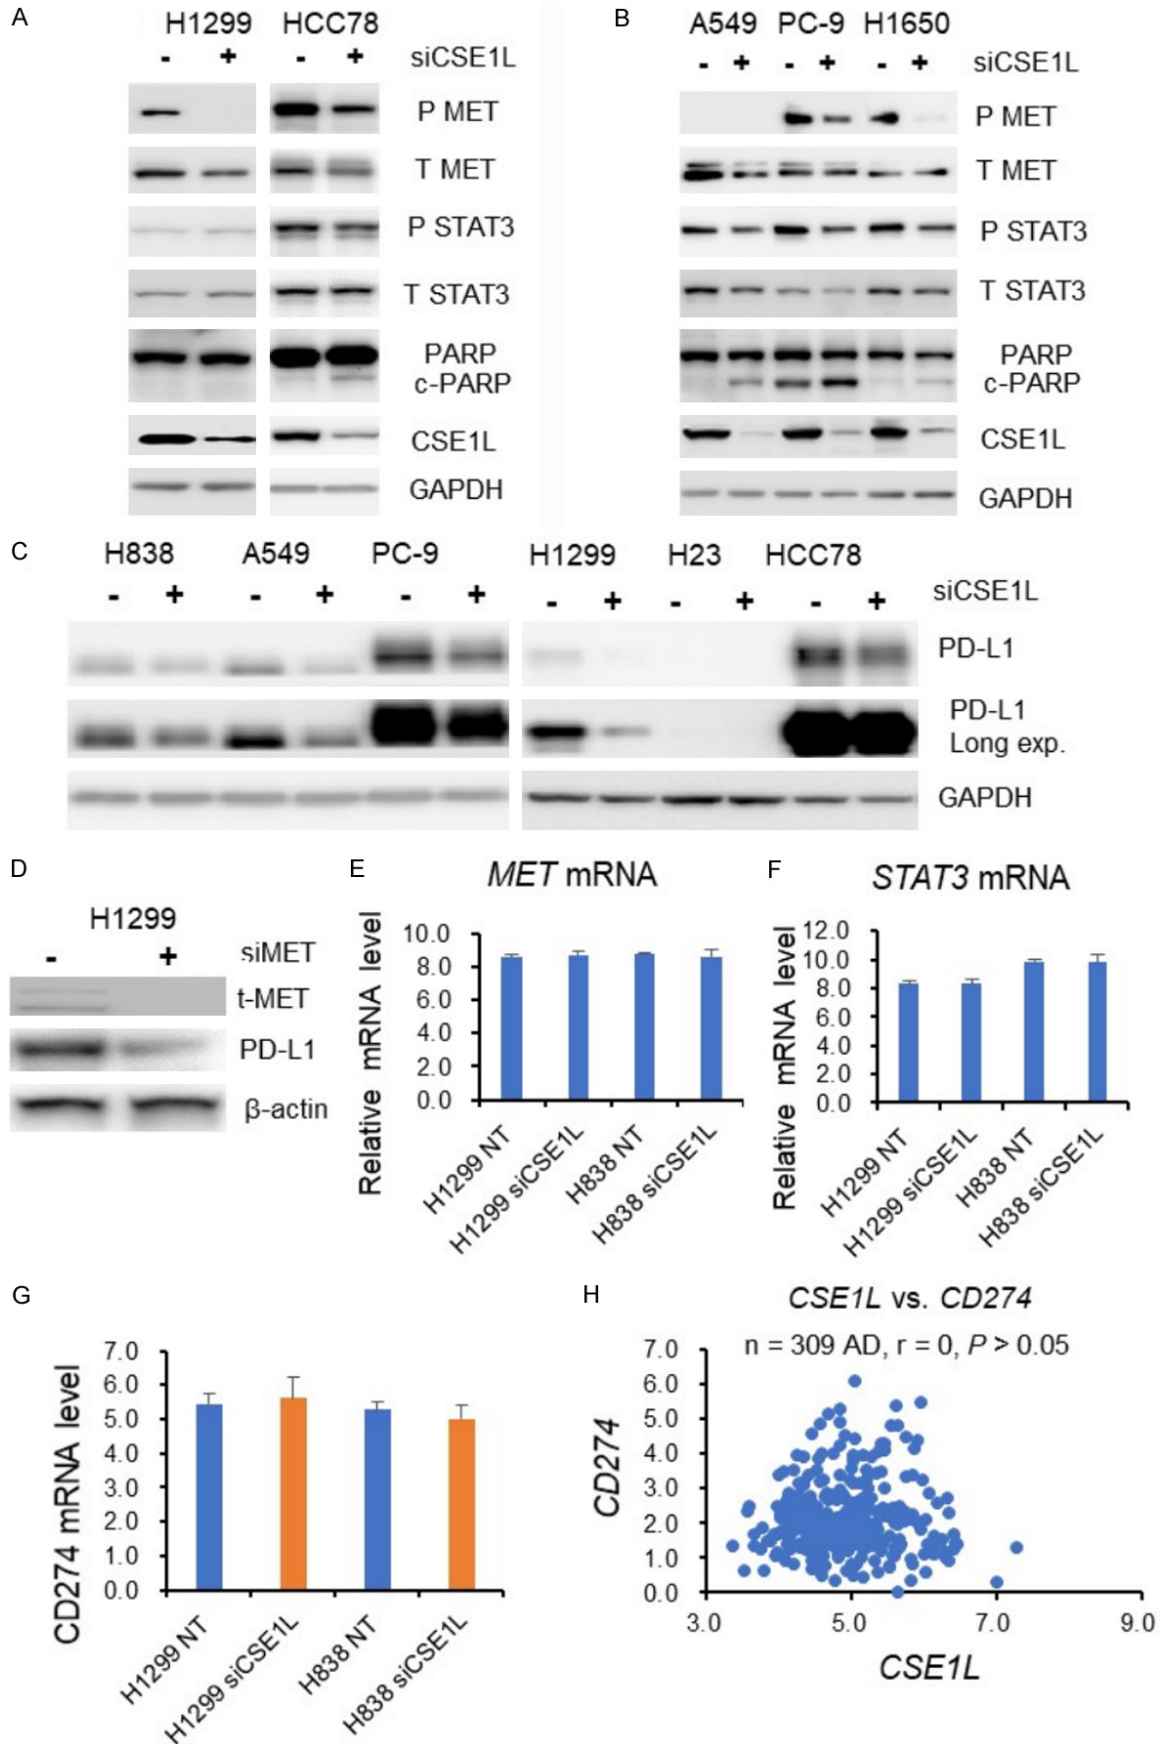 A
H1299 HCC78
- + - + siCSE1L
P MET
T MET
P STAT3
T STAT3
PARP
c-PARP
CSE1L
GAPDH
B
A549 PC-9 H1650
- + - + - + siCSE1L
P MET
T MET
P STAT3
T STAT3
PARP
c-PARP
CSE1L
GAPDH
C
H838 A549 PC-9 H1299 H23 HCC78
- + - + - + - + - + - + siCSE1L
PD-L1
PD-L1
Long exp.
GAPDH
D
H1299
- + siMET
t-MET
PD-L1
β-actin
E
MET mRNA
Relative mRNA level
10.0
8.0
6.0
4.0
2.0
0.0
H1299 NT
H1299 siCSE1L
H838 NT
H838 siCSE1L
F
STAT3 mRNA
Relative mRNA level
12.0
10.0
8.0
6.0
4.0
2.0
0.0
H1299 NT
H1299 siCSE1L
H838 NT
H838 siCSE1L
G
CD274 mRNA level
7.0
6.0
5.0
4.0
3.0
2.0
1.0
0.0
H1299 NT
H1299 siCSE1L
H838 NT
H838 siCSE1L
H
CSE1L vs. CD274
n = 309 AD, r = 0, P > 0.05
CD274
7.0
6.0
5.0
4.0
3.0
2.0
1.0
0.0
3.0 5.0 7.0 9.0
CSE1L